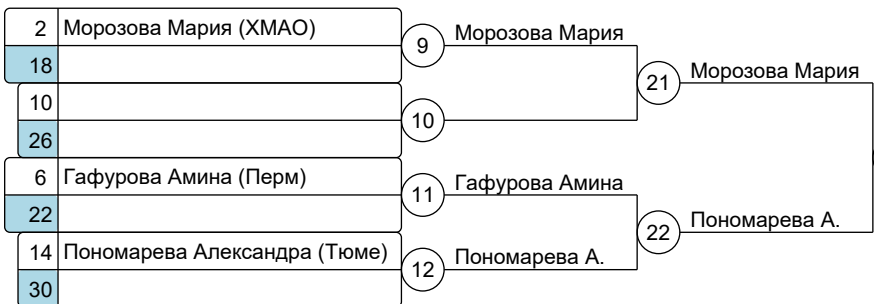 2 Морозова Мария (ХМАО)
9 Морозова Мария
18
21 Морозова Мария
10
10
26
6 Гафурова Амина (Перм)
11 Гафурова Амина
22
22 Пономарева А.
14 Пономарева Александра (Тюме)
12 Пономарева А.
30